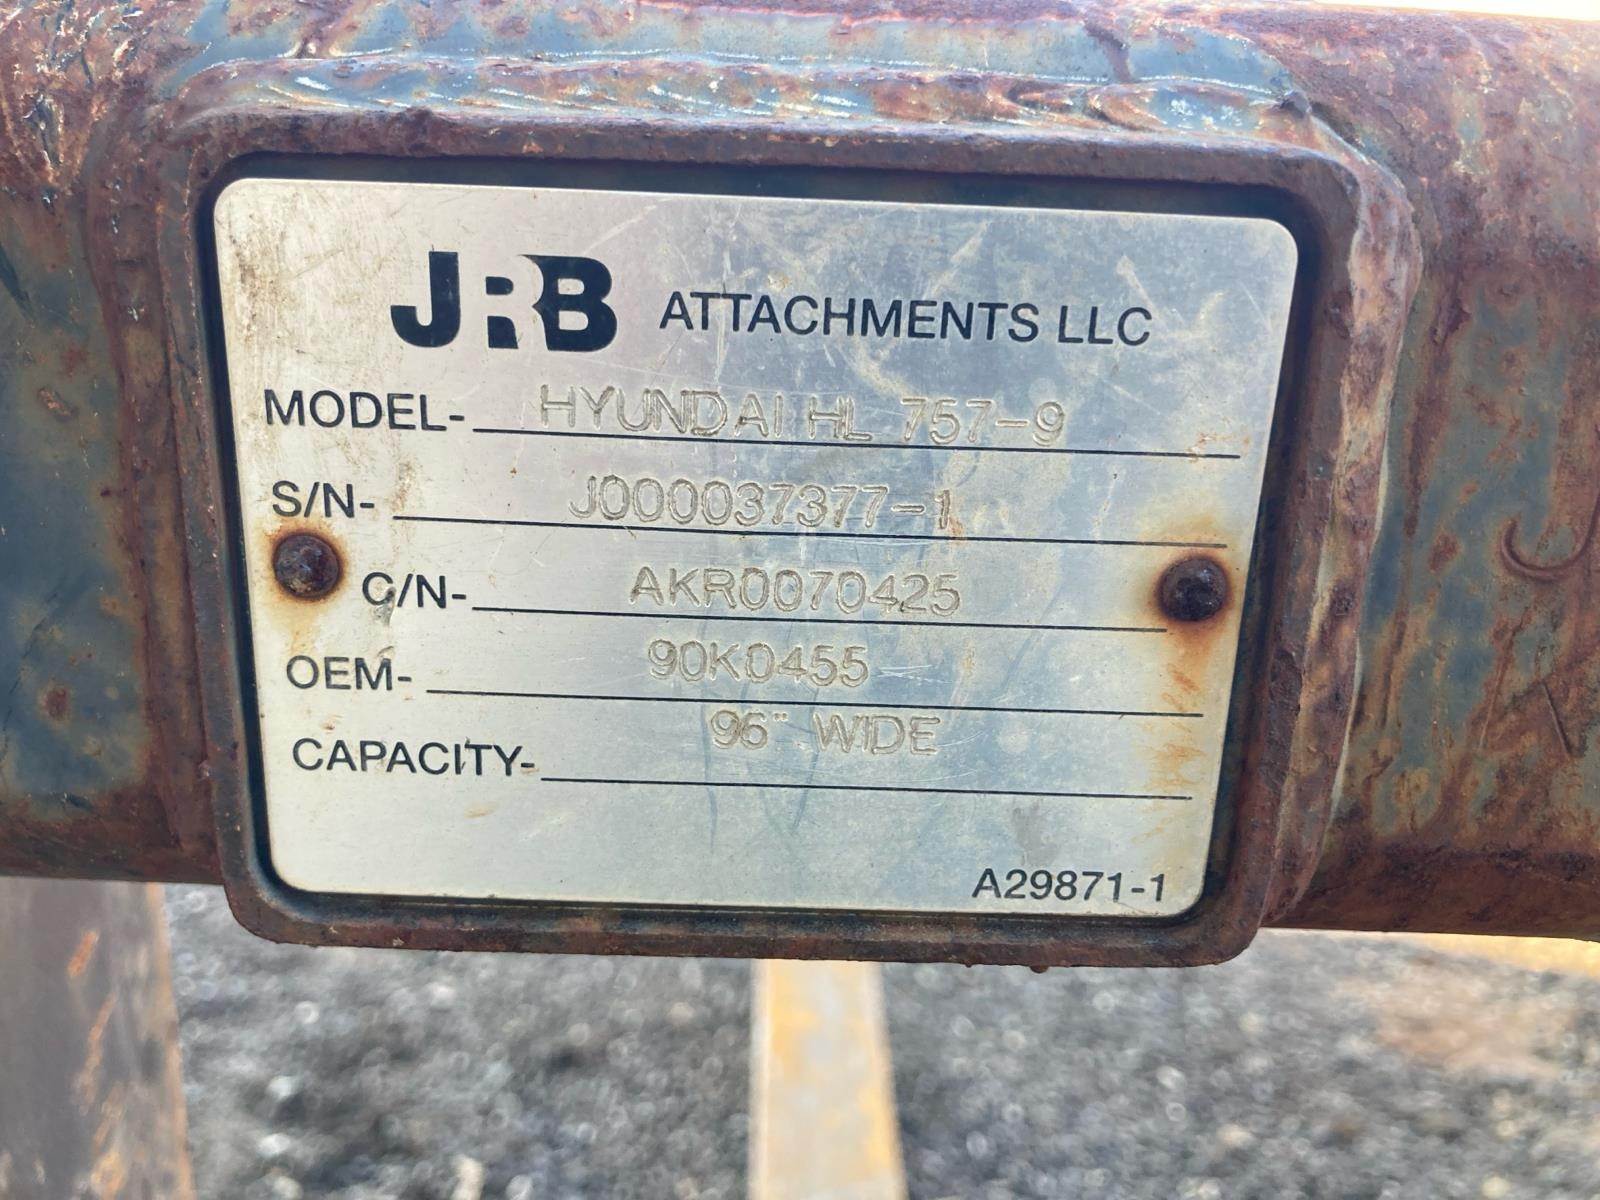 JRB ATTACHMENTS LLC
MODEL- HYUNDAI HL 757-9
S/N- J000037377-1
C/N- AKR0070425
OEM- 90K0455
CAPACITY- 96" WIDE
A29871-1